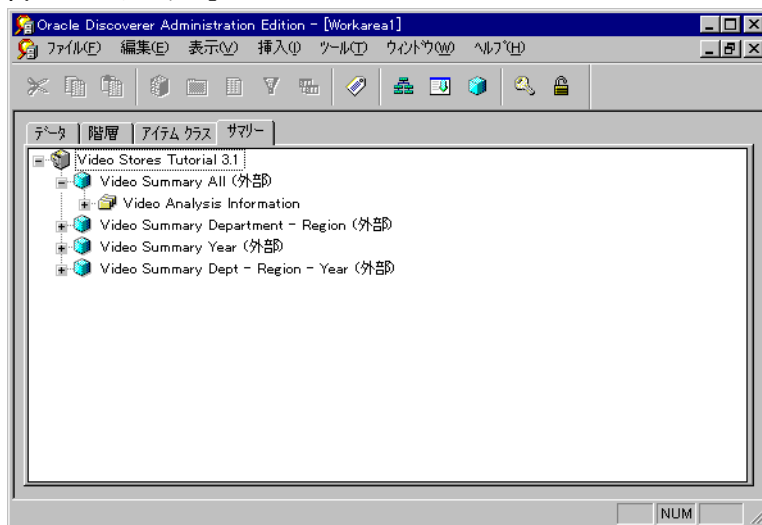 Oracle Discoverer Administration Edition - [Workarea1]
ファイル(F) 編集(E) 表示(V) 挿入(I) ツール(T) ウィンドウ(W) ヘルプ(H)
データ 階層 アイテム クラス サマリー
Video Stores Tutorial 3.1
Video Summary All (外部)
Video Analysis Information
Video Summary Department - Region (外部)
Video Summary Year (外部)
Video Summary Dept - Region - Year (外部)
NUM